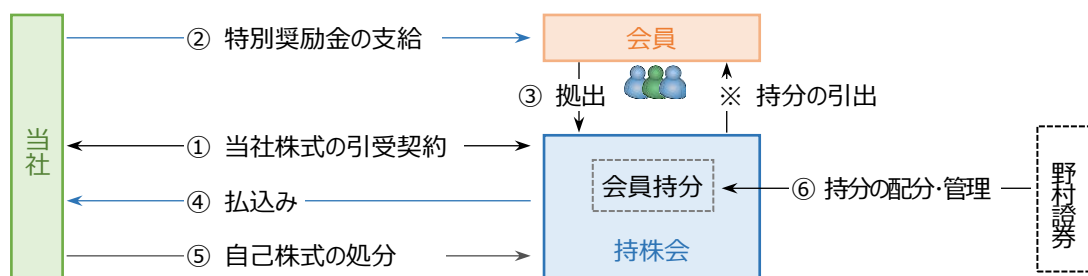 ② 特別奨励金の支給
会員
③ 拠出
※ 持分の引出
当社
① 当社株式の引受契約
会員持分
⑥ 持分の配分・管理
野村證券
④ 払込み
⑤ 自己株式の処分
持株会